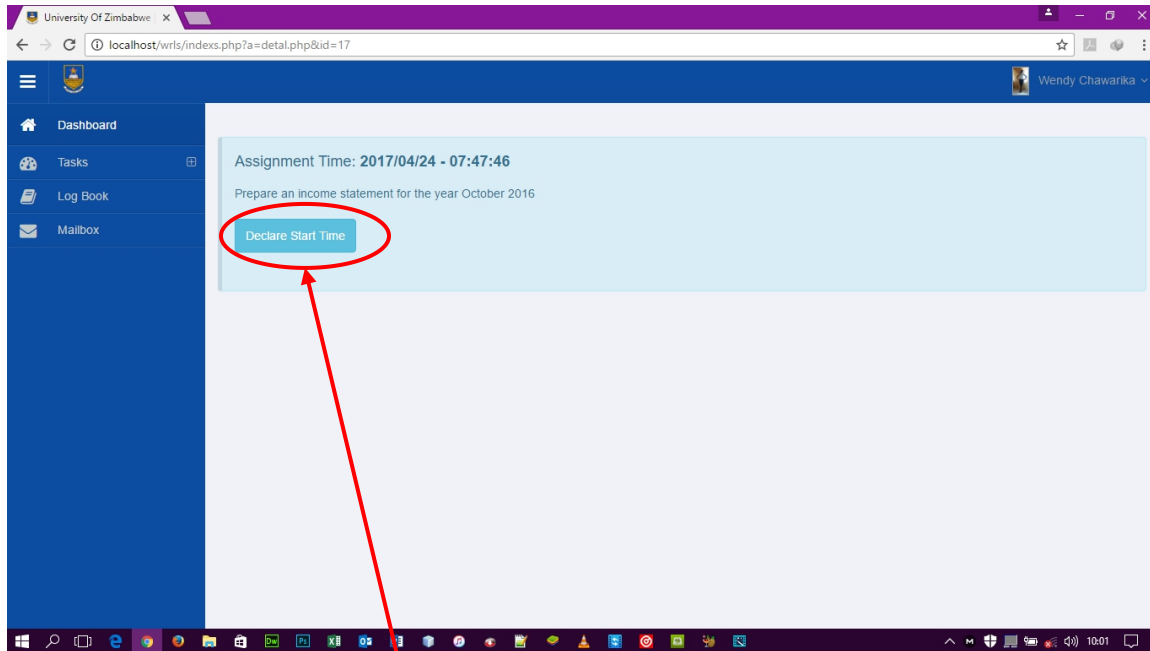 University Of Zimbabwe |
localhost/wrls/indexs.php?a=detal.php&id=17
Wendy Chawarika
Dashboard
Tasks
Log Book
Mailbox
Assignment Time: 2017/04/24 - 07:47:46
Prepare an income statement for the year October 2016
Declare Start Time
Dw
Ps
M
10:01